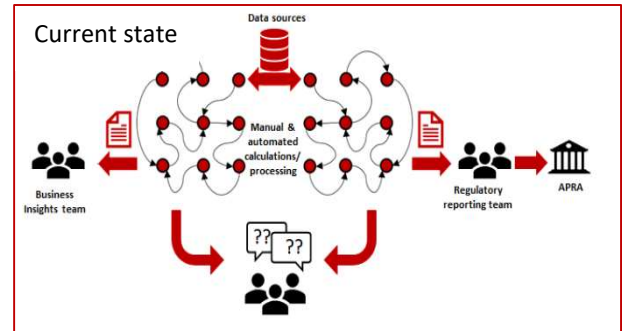 Data sources
Current state
Manual &
automated
calculations/
processing
Business
Insights team
Regulatory
reporting team
APRA
??
??